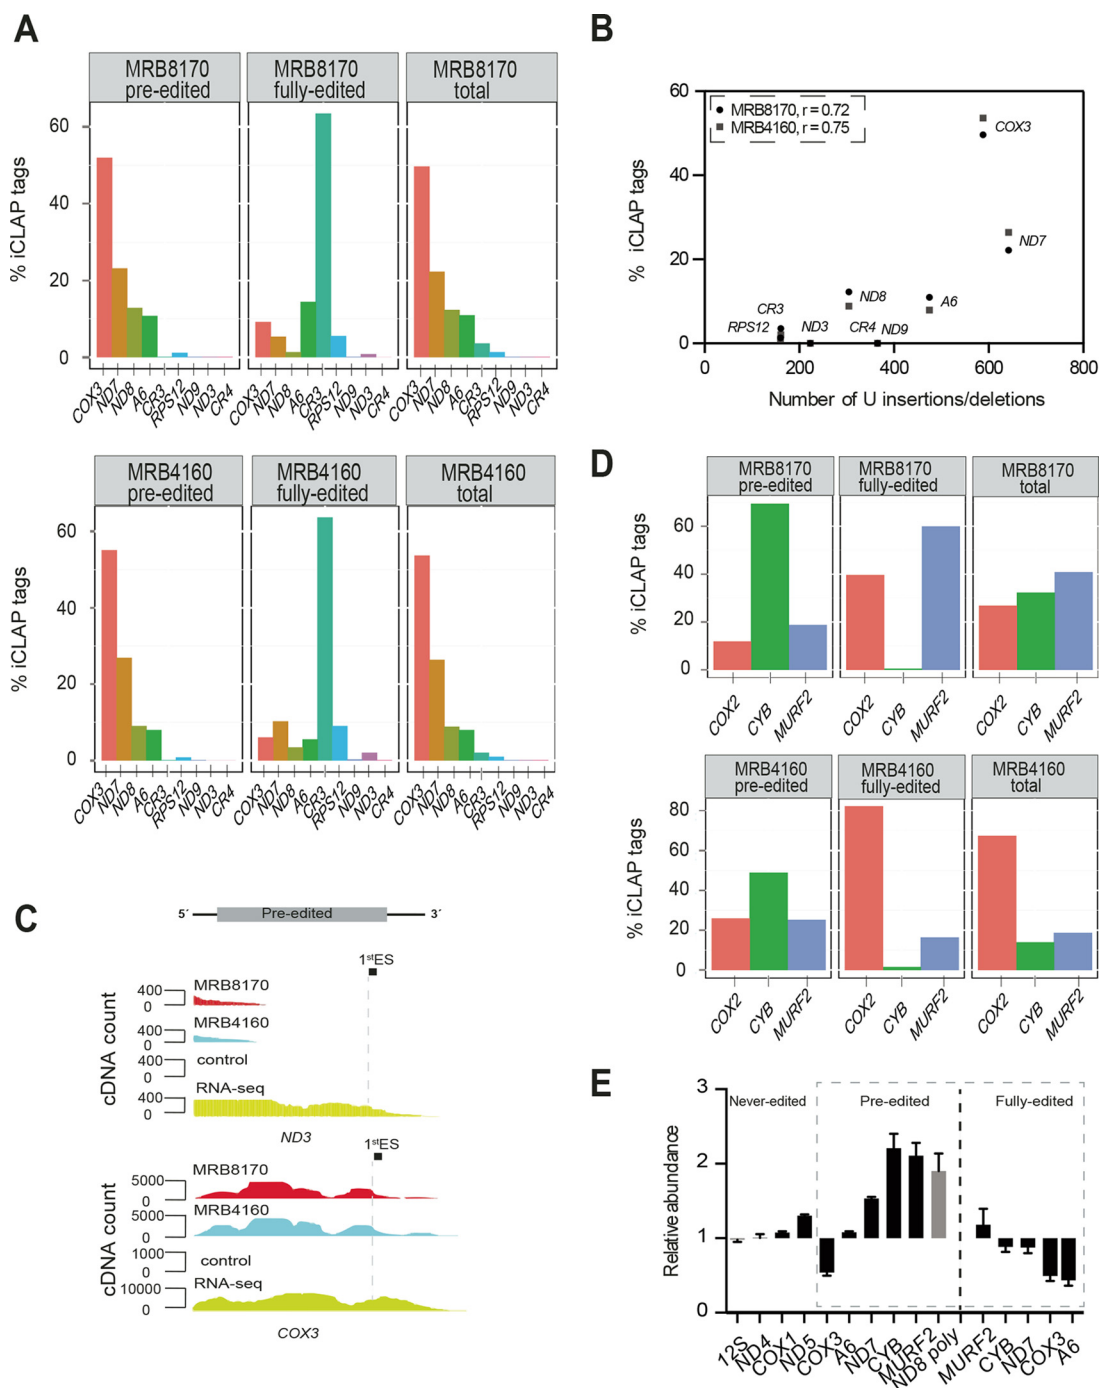 A
MRB8170
pre-edited
MRB8170
fully-edited
MRB8170
total
% iCLAP tags
60
40
20
0
COX3
ND7
ND8
A6
CR3
RPS12
ND9
ND3
CR4
COX3
ND7
ND8
A6
CR3
RPS12
ND9
ND3
CR4
COX3
ND7
ND8
A6
CR3
RPS12
ND9
ND3
CR4
MRB4160
pre-edited
MRB4160
fully-edited
MRB4160
total
% iCLAP tags
60
40
20
0
COX3
ND7
ND8
A6
CR3
RPS12
ND9
ND3
CR4
COX3
ND7
ND8
A6
CR3
RPS12
ND9
ND3
CR4
COX3
ND7
ND8
A6
CR3
RPS12
ND9
ND3
CR4
B
MRB8170, r = 0.72
MRB4160, r = 0.75
% iCLAP tags
60
40
20
0
COX3
ND7
ND8
A6
CR3
RPS12
ND3
CR4
ND9
0
200
400
600
800
Number of U insertions/deletions
C
5´
Pre-edited
3´
cDNA count
1stES
MRB8170
400
0
MRB4160
400
0
control
400
0
RNA-seq
400
0
ND3
cDNA count
1stES
MRB8170
5000
0
MRB4160
5000
0
control
1000
0
RNA-seq
10000
0
COX3
D
MRB8170
pre-edited
MRB8170
fully-edited
MRB8170
total
% iCLAP tags
60
40
20
0
COX2
CYB
MURF2
COX2
CYB
MURF2
COX2
CYB
MURF2
MRB4160
pre-edited
MRB4160
fully-edited
MRB4160
total
% iCLAP tags
80
60
40
20
0
COX2
CYB
MURF2
COX2
CYB
MURF2
COX2
CYB
MURF2
E
Relative abundance
3
2
1
0
Never-edited
Pre-edited
Fully-edited
12S
ND4
COX1
ND5
COX3
A6
ND7
CYB
MURF2
ND8 poly
MURF2
CYB
ND7
COX3
A6